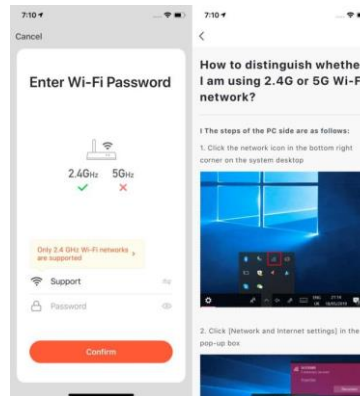 7:10
Cancel
Enter Wi-Fi Password
2.4GHz 5GHz
Only 2.4 GHz Wi-Fi networks
are supported
Support
Password
Confirm
7:10
How to distinguish whethe
I am using 2.4G or 5G Wi-F
network?
I The steps of the PC side are as follows:
1. Click the network icon in the bottom right
corner on the system desktop
ENG
UK
2. Click [Network and Internet settings] in the
pop-up box